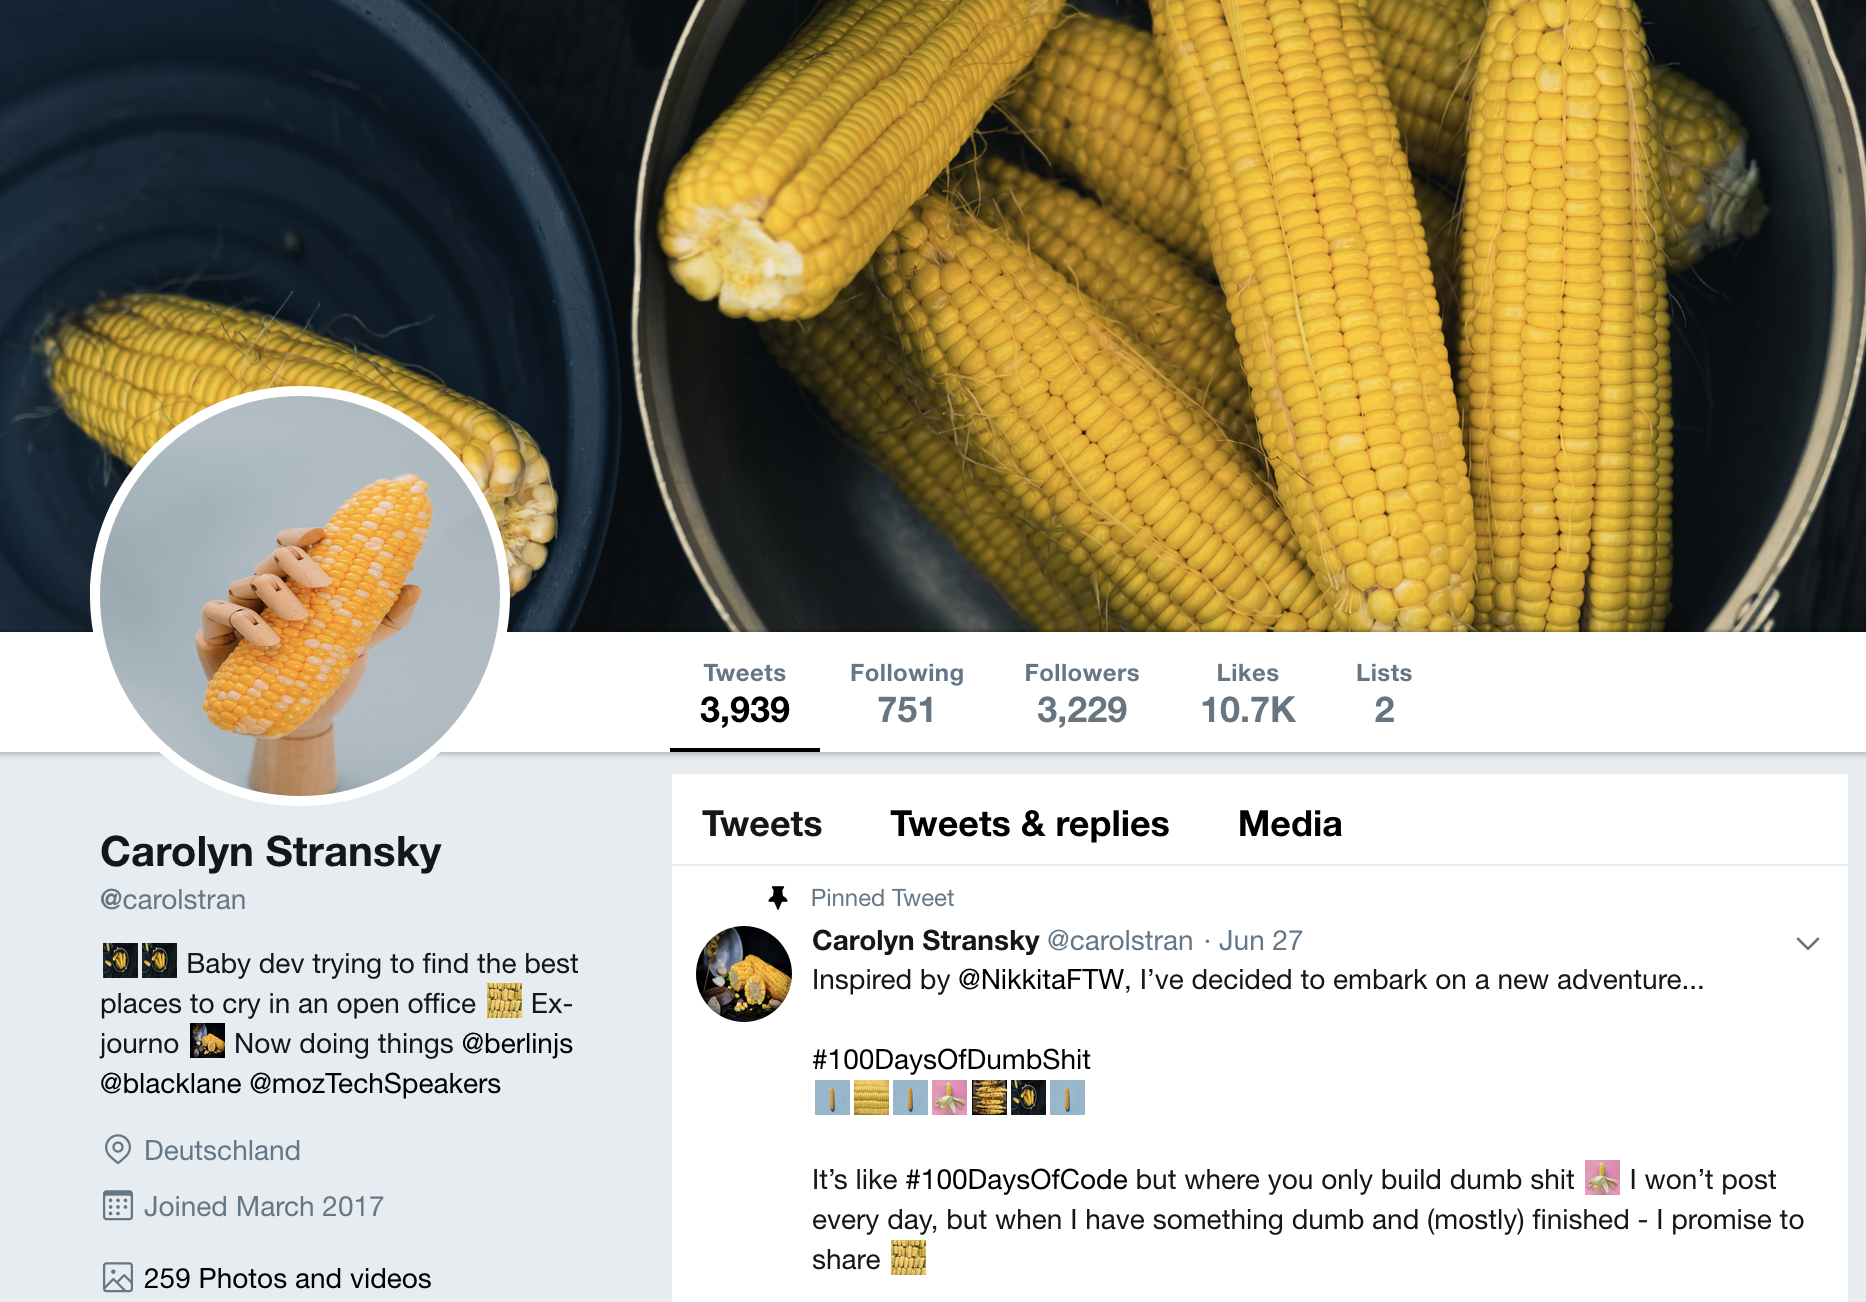 Tweets
3,939
Following
751
Followers
3,229
Likes
10.7K
Lists
2
Carolyn Stransky
@carolstran
Baby dev trying to find the best
places to cry in an open office Ex-
journo Now doing things @berlinjs
@blacklane @mozTechSpeakers
Deutschland
Joined March 2017
259 Photos and videos
Tweets Tweets & replies Media
Pinned Tweet
Carolyn Stransky @carolstran · Jun 27
Inspired by @NikkitaFTW, I’ve decided to embark on a new adventure...
#100DaysOfDumbShit
It’s like #100DaysOfCode but where you only build dumb shit I won’t post
every day, but when I have something dumb and (mostly) finished - I promise to
share